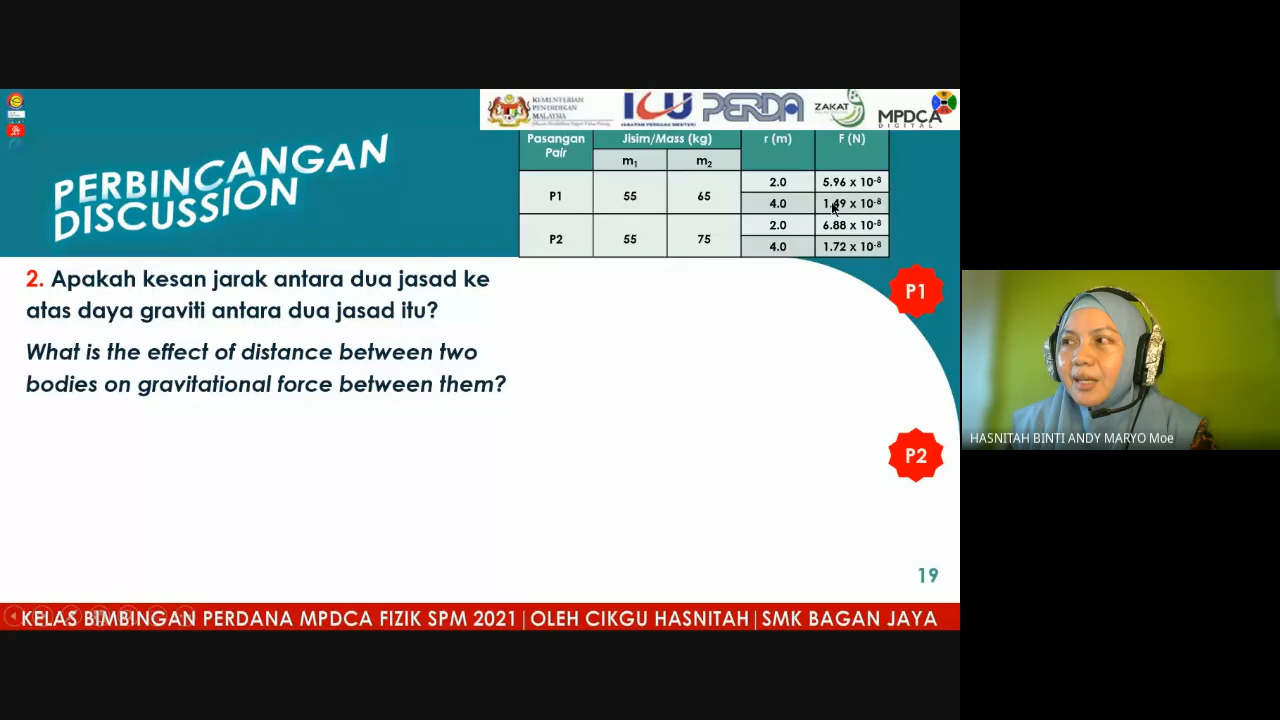 KEMENTERIAN
PENDIDIKAN
MALAYSIA
ICU
JABATAN PERDANA MENTERI
PERDA
ZAKAT
MPDCA
DIGITAL
PERBINCANGAN
DISCUSSION
Pasangan Jisim/Mass (kg) r (m) F (N)
Pair m₁ m₂
P1 55 65 2.0 5.96 x 10⁻⁸
4.0 1.49 x 10⁻⁸
P2 55 75 2.0 6.88 x 10⁻⁸
4.0 1.72 x 10⁻⁸
2. Apakah kesan jarak antara dua jasad ke
atas daya graviti antara dua jasad itu?
What is the effect of distance between two
bodies on gravitational force between them?
P1
P2
HASNITAH BINTI ANDY MARYO Moe
19
KELAS BIMBINGAN PERDANA MPDCA FIZIK SPM 2021|OLEH CIKGU HASNITAH|SMK BAGAN JAYA